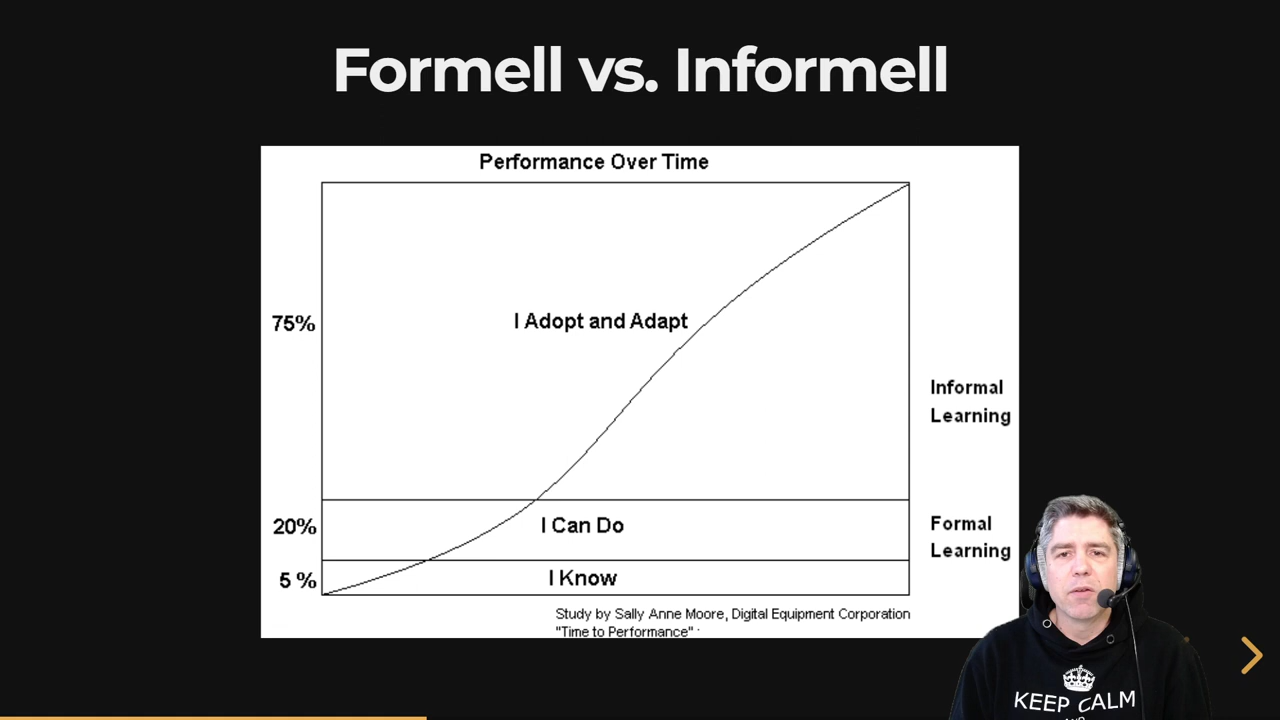 Formell vs. Informell
Performance Over Time
75%
I Adopt and Adapt
Informal
Learning
20%
I Can Do
Formal
Learning
5 %
I Know
Study by Sally Anne Moore, Digital Equipment Corporation
"Time to Performance"
KEEP CALM
AND